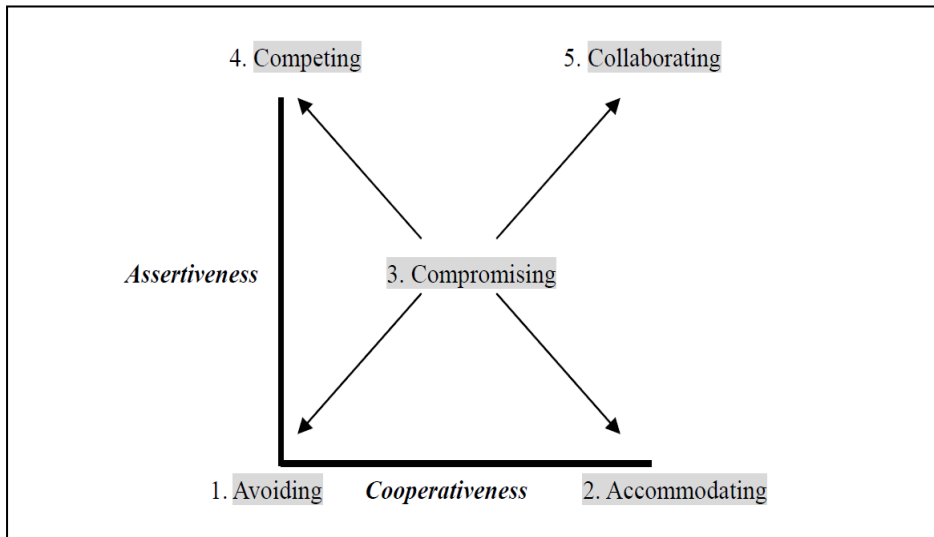 4. Competing
5. Collaborating
Assertiveness
3. Compromising
1. Avoiding
Cooperativeness
2. Accommodating